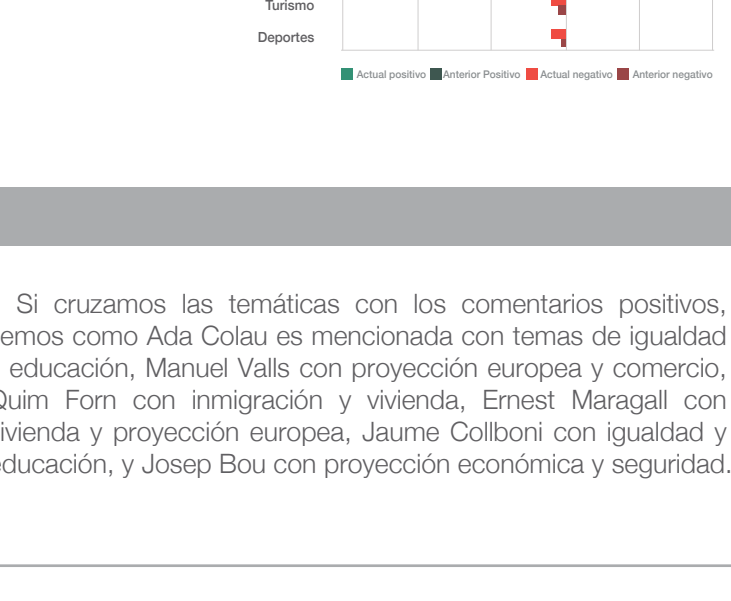 Turismo
Deportes
Actual positivo Anterior Positivo Actual negativo Anterior negativo
Si cruzamos las temáticas con los comentarios positivos,
emos como Ada Colau es mencionada con temas de igualdad
educación, Manuel Valls con proyección europea y comercio,
Quim Forn con inmigración y vivienda, Ernest Maragall con
ivienda y proyección europea, Jaume Collboni con igualdad y
educación, y Josep Bou con proyección económica y seguridad.